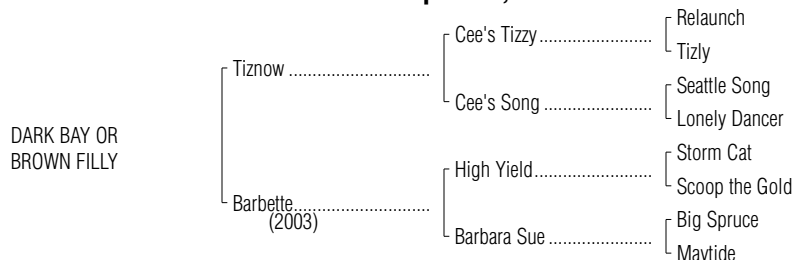 Relaunch
Cee's Tizzy
Tizly
Tiznow
Seattle Song
Cee's Song
Lonely Dancer
DARK BAY OR
BROWN FILLY
Storm Cat
High Yield
Scoop the Gold
Barbette
(2003)
Big Spruce
Barbara Sue
Maytide